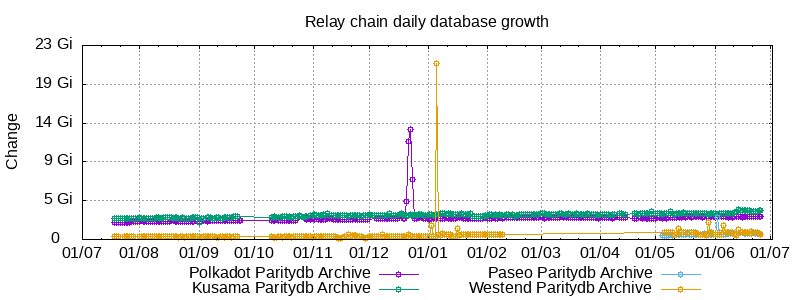 Relay chain daily database growth
Change
23 Gi
19 Gi
14 Gi
9 Gi
5 Gi
0
01/07 01/08 01/09 01/10 01/11 01/12 01/01 01/02 01/03 01/04 01/05 01/06 01/07
Polkadot Paritydb Archive Paseo Paritydb Archive
Kusama Paritydb Archive Westend Paritydb Archive